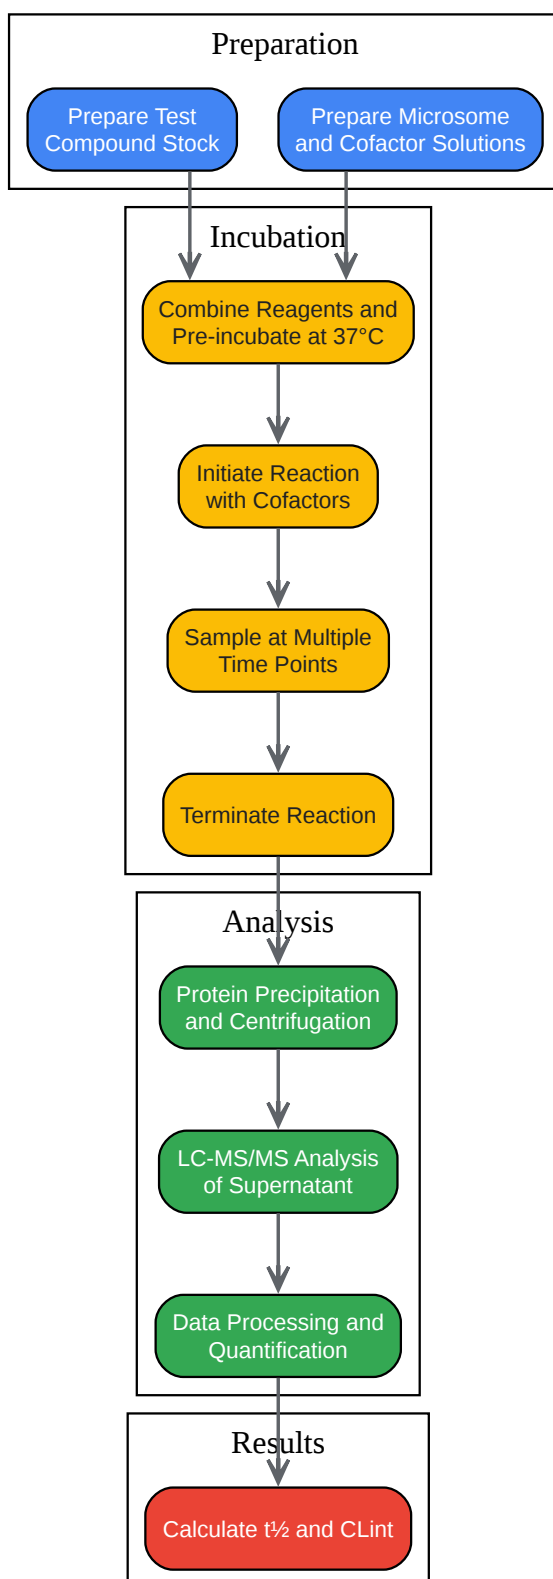 Preparation
Prepare Test
Compound Stock
Prepare Microsome
and Cofactor Solutions
Incubation
Combine Reagents and
Pre-incubate at 37°C
Initiate Reaction
with Cofactors
Sample at Multiple
Time Points
Terminate Reaction
Analysis
Protein Precipitation
and Centrifugation
LC-MS/MS Analysis
of Supernatant
Data Processing and
Quantification
Results
Calculate t½ and CLint